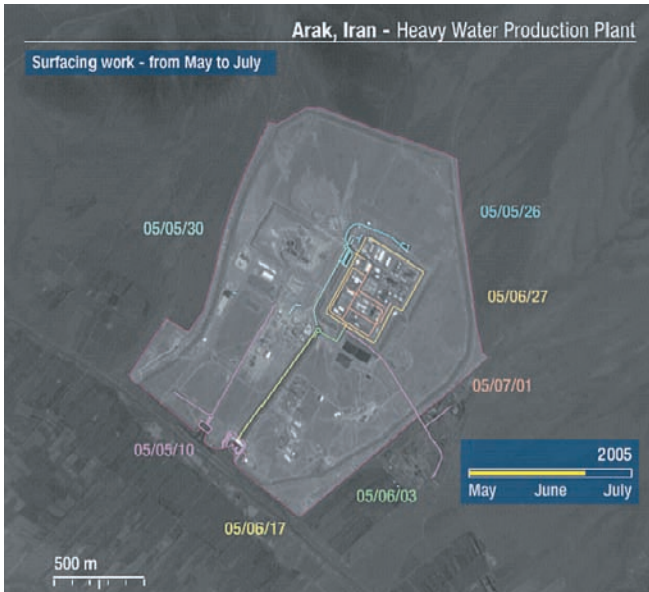 Arak, Iran - Heavy Water Production Plant
Surfacing work - from May to July
05/05/30
05/05/26
05/06/27
05/07/01
05/05/10
05/06/03
05/06/17
2005
May June July
500 m